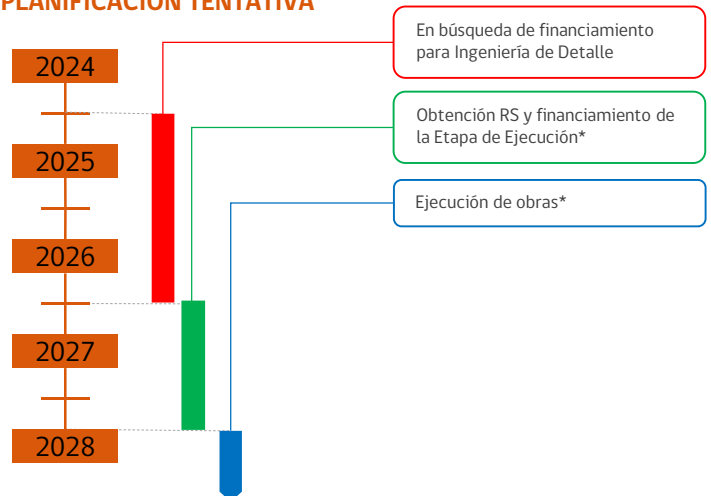 PLANIFICACIÓN TENTATIVA
En búsqueda de financiamiento
para Ingeniería de Detalle
2024
Obtención RS y financiamiento de
la Etapa de Ejecución*
2025
Ejecución de obras*
2026
2027
2028